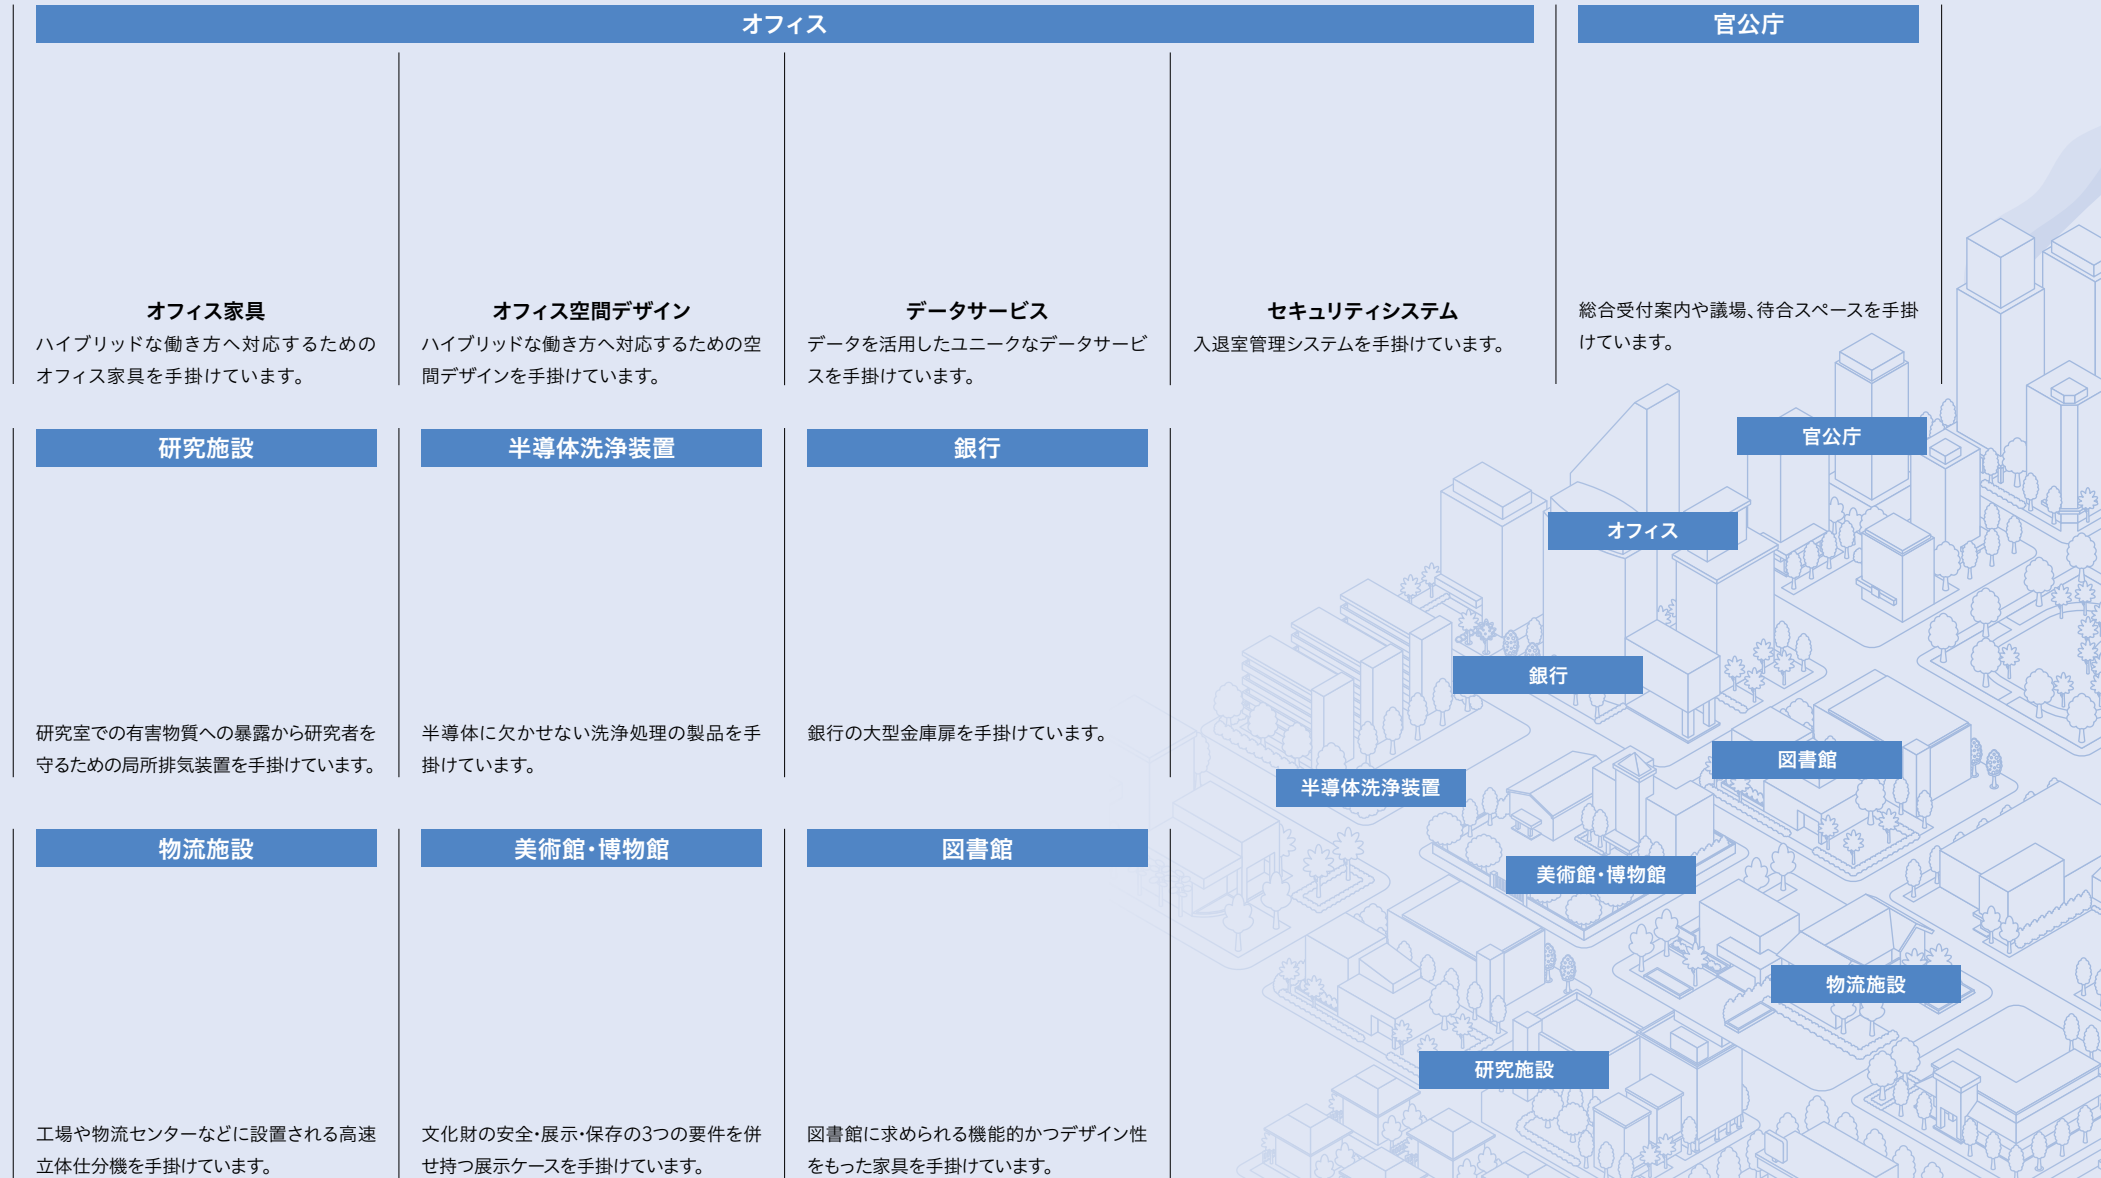 オフィス
官公庁
オフィス家具
ハイブリッドな働き方へ対応するための
オフィス家具を手掛けています。
オフィス空間デザイン
ハイブリッドな働き方へ対応するための空
間デザインを手掛けています。
データサービス
データを活用したユニークなデータサービ
スを手掛けています。
セキュリティシステム
入退室管理システムを手掛けています。
総合受付案内や議場、待合スペースを手掛
けています。
研究施設
研究室での有害物質への暴露から研究者を
守るための局所排気装置を手掛けています。
半導体洗浄装置
半導体に欠かせない洗浄処理の製品を手
掛けています。
銀行
銀行の大型金庫扉を手掛けています。
物流施設
工場や物流センターなどに設置される高速
立体仕分機を手掛けています。
美術館・博物館
文化財の安全・展示・保存の3つの要件を併
せ持つ展示ケースを手掛けています。
図書館
図書館に求められる機能的かつデザイン性
をもった家具を手掛けています。
官公庁
オフィス
銀行
図書館
半導体洗浄装置
美術館・博物館
物流施設
研究施設